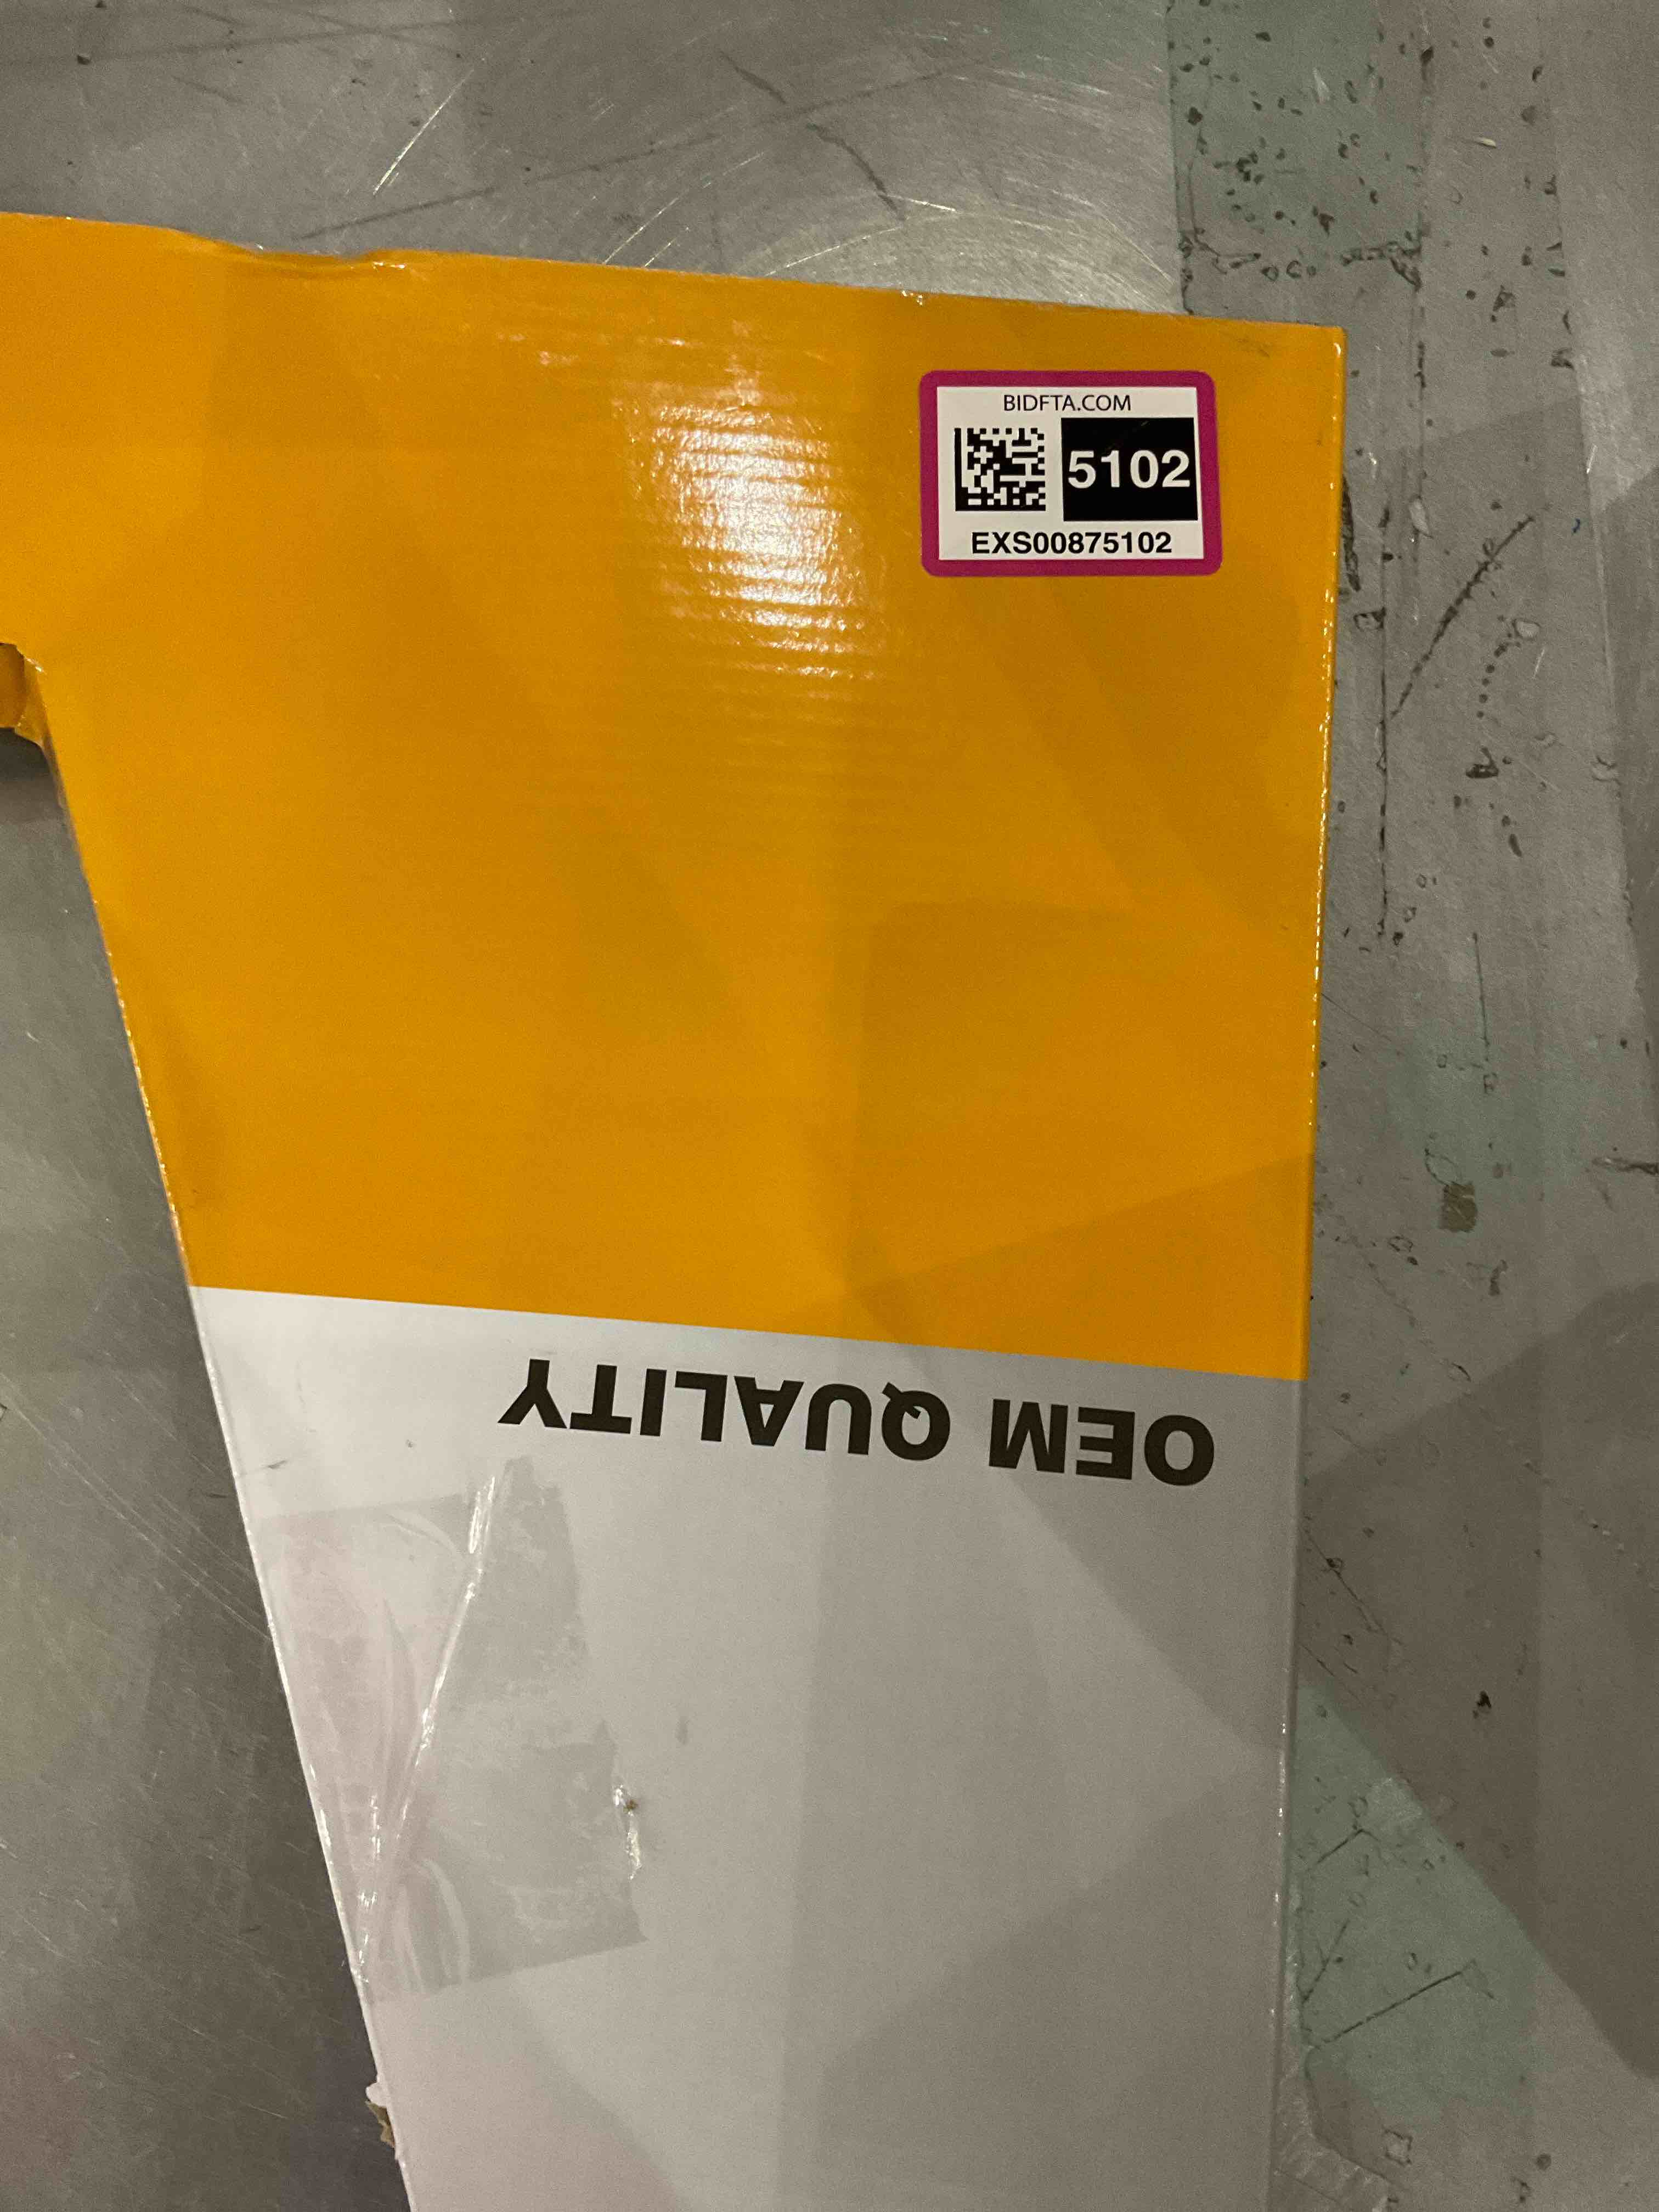 BIDFTA.COM
5102
EXS00875102
OEM QUALITY